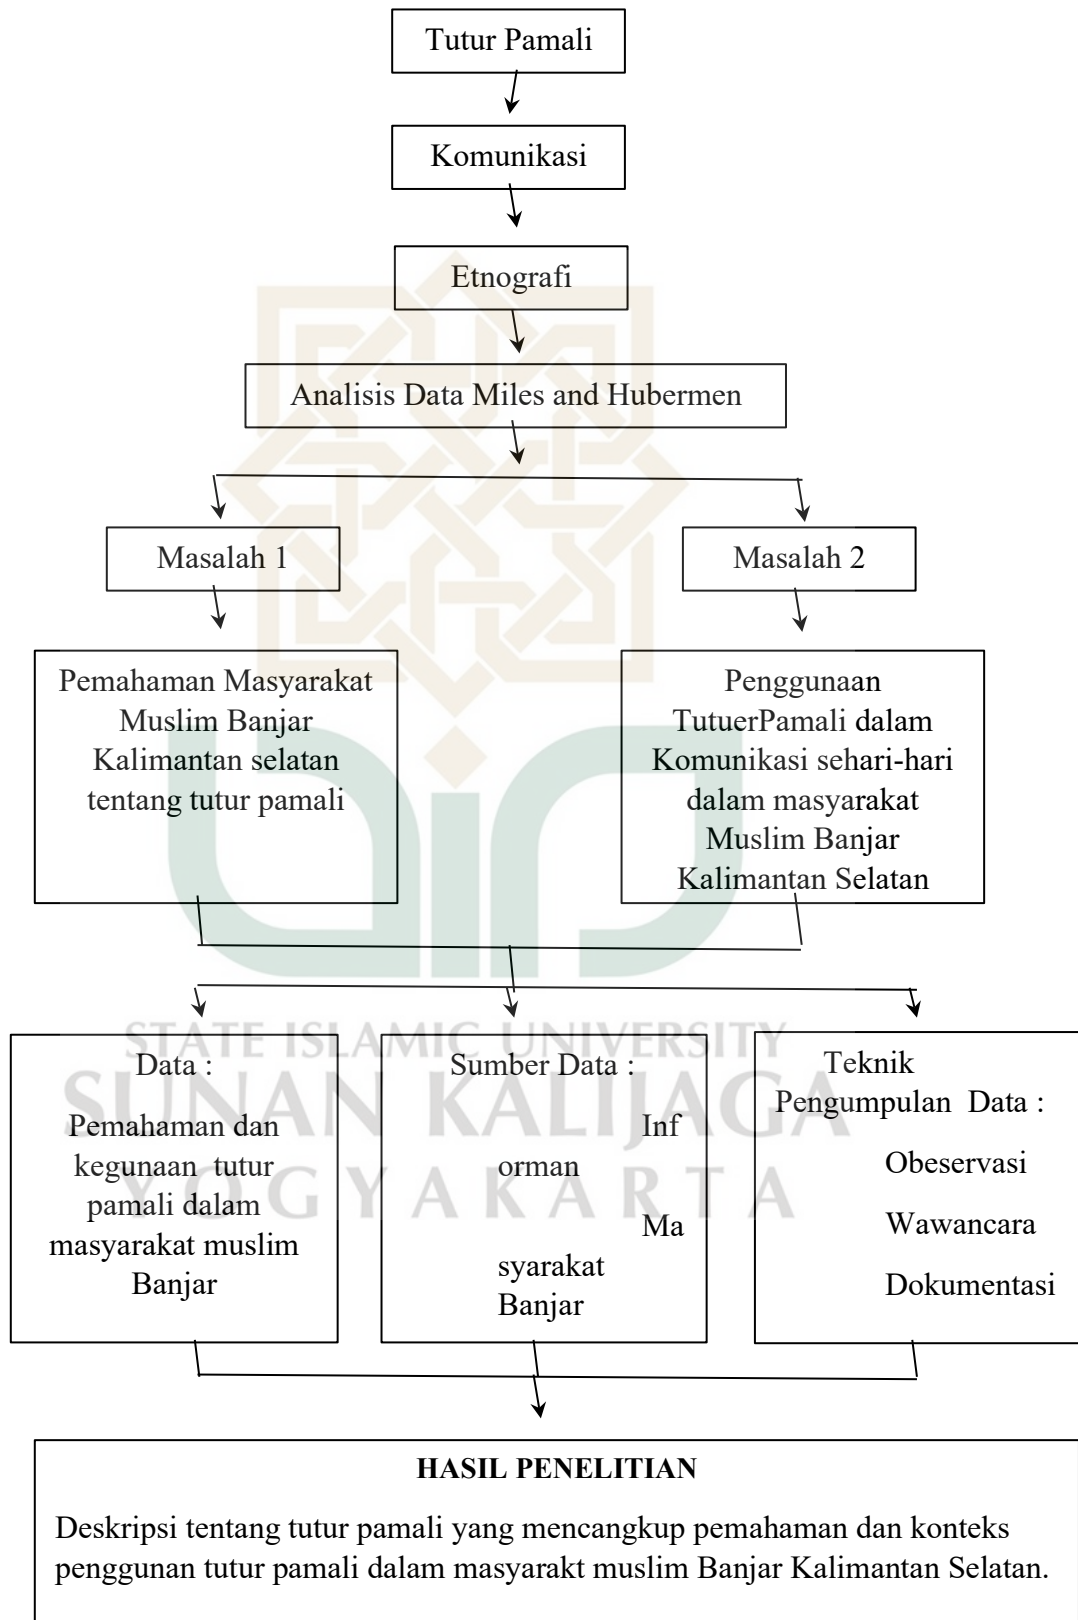 Tutur Pamali
Komunikasi
Etnografi
Analisis Data Miles and Hubermen
Masalah 1
Masalah 2
Pemahaman Masyarakat
Muslim Banjar
Kalimantan selatan
tentang tutur pamali
Penggunaan
TutuerPamali dalam
Komunikasi sehari-hari
dalam masyarakat
Muslim Banjar
Kalimantan Selatan
Data :
Pemahaman dan
kegunaan tutur
pamali dalam
masyarakat muslim
Banjar
Sumber Data :
Inf
orman
Ma
syarakat
Banjar
Teknik
Pengumpulan Data :
Obeservasi
Wawancara
Dokumentasi
STATE ISLAMIC UNIVERSITY
SUNAN KALIJAGA
YOGYAKARTA
HASIL PENELITIAN
Deskripsi tentang tutur pamali yang mencangkup pemahaman dan konteks
penggunan tutur pamali dalam masyarakt muslim Banjar Kalimantan Selatan.